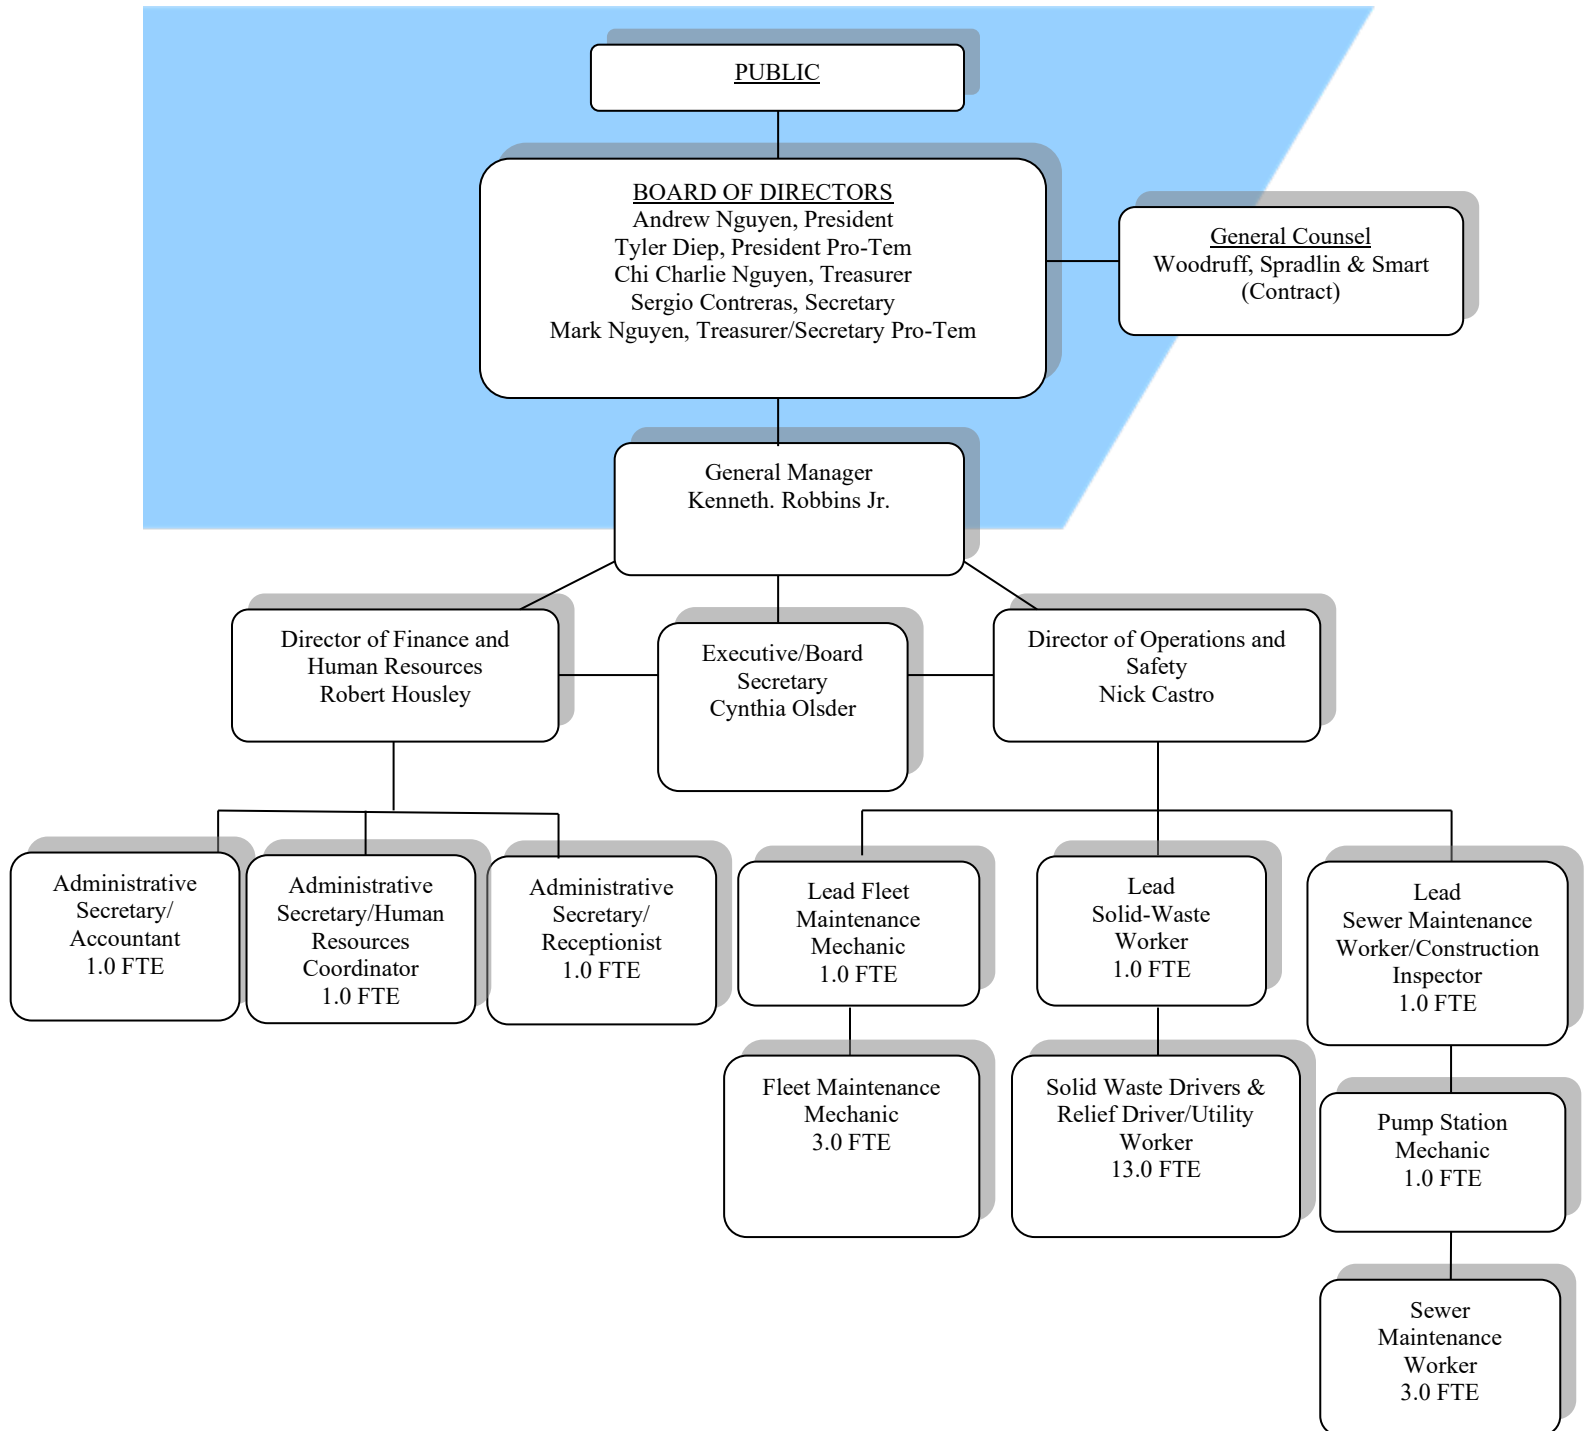 PUBLIC
BOARD OF DIRECTORS
Andrew Nguyen, President
Tyler Diep, President Pro-Tem
Chi Charlie Nguyen, Treasurer
Sergio Contreras, Secretary
Mark Nguyen, Treasurer/Secretary Pro-Tem
General Counsel
Woodruff, Spradlin & Smart
(Contract)
General Manager
Kenneth. Robbins Jr.
Director of Finance and
Human Resources
Robert Housley
Executive/Board
Secretary
Cynthia Olsder
Director of Operations and
Safety
Nick Castro
Administrative
Secretary/
Accountant
1.0 FTE
Administrative
Secretary/Human
Resources
Coordinator
1.0 FTE
Administrative
Secretary/
Receptionist
1.0 FTE
Lead Fleet
Maintenance
Mechanic
1.0 FTE
Lead
Solid-Waste
Worker
1.0 FTE
Lead
Sewer Maintenance
Worker/Construction
Inspector
1.0 FTE
Fleet Maintenance
Mechanic
3.0 FTE
Solid Waste Drivers &
Relief Driver/Utility
Worker
13.0 FTE
Pump Station
Mechanic
1.0 FTE
Sewer
Maintenance
Worker
3.0 FTE